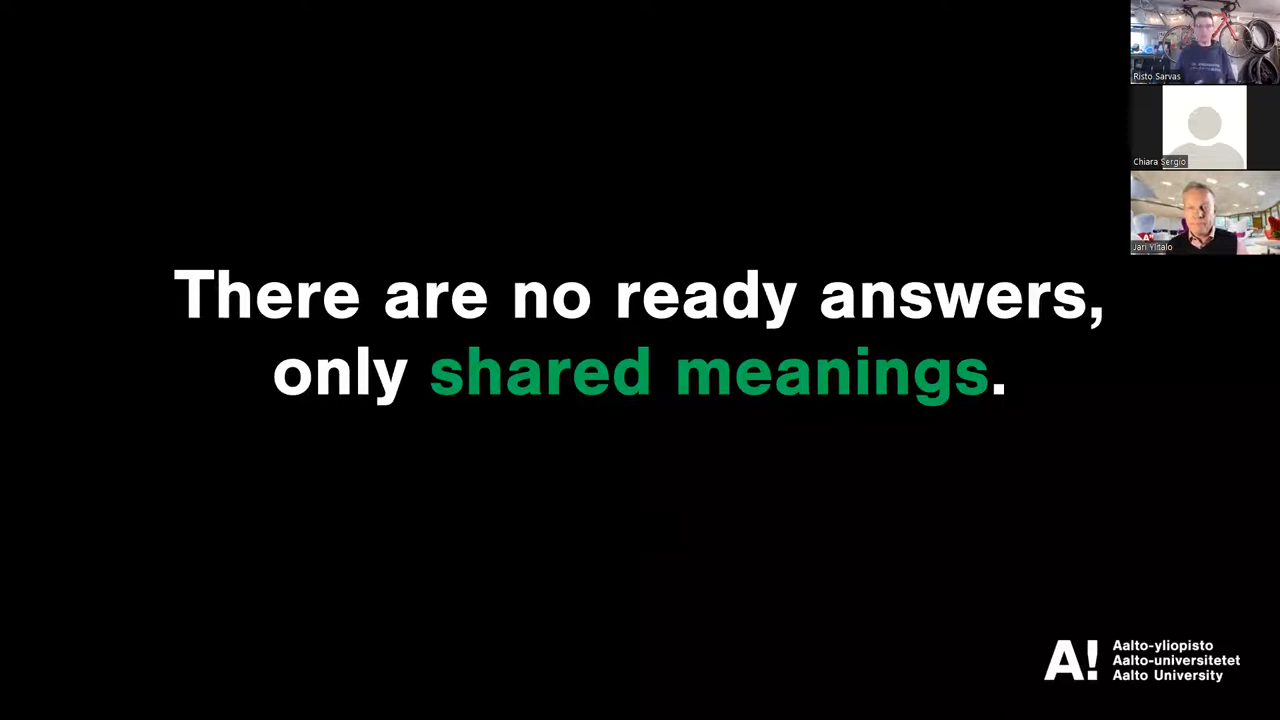 Risto Sarvas
Chiara Sergio
Jari Ylitalo
There are no ready answers,
only shared meanings.
A!
Aalto-yliopisto
Aalto-universitetet
Aalto University